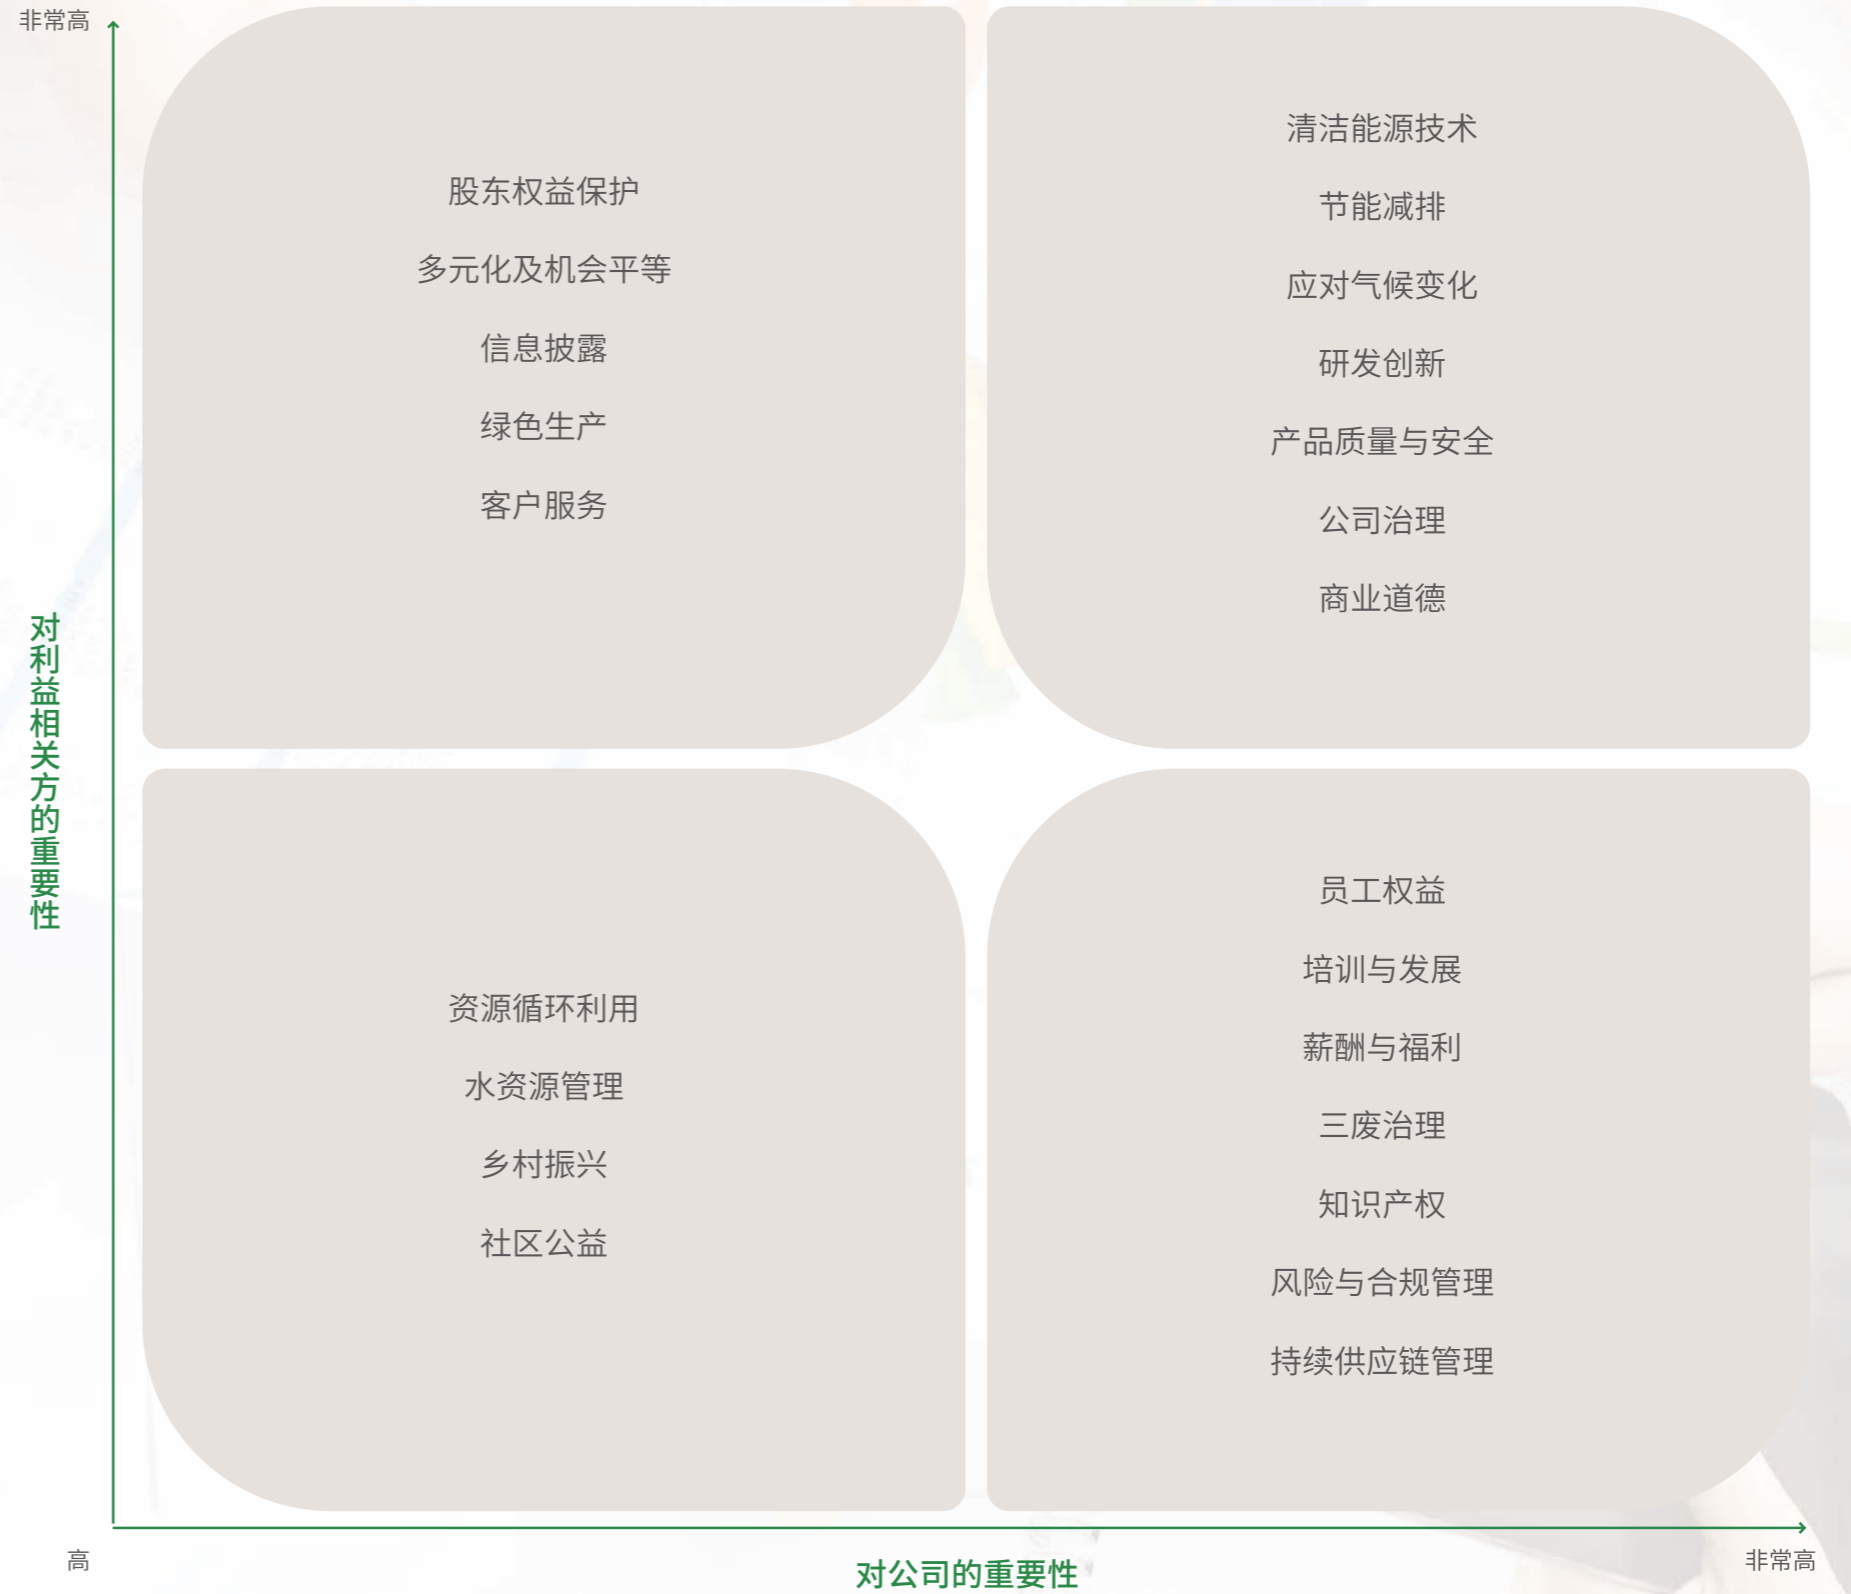 非常高
股东权益保护
多元化及机会平等
信息披露
绿色生产
客户服务
清洁能源技术
节能减排
应对气候变化
研发创新
产品质量与安全
公司治理
商业道德
对利益相关方的重要性
资源循环利用
水资源管理
乡村振兴
社区公益
员工权益
培训与发展
薪酬与福利
三废治理
知识产权
风险与合规管理
持续供应链管理
高
对公司的重要性
非常高